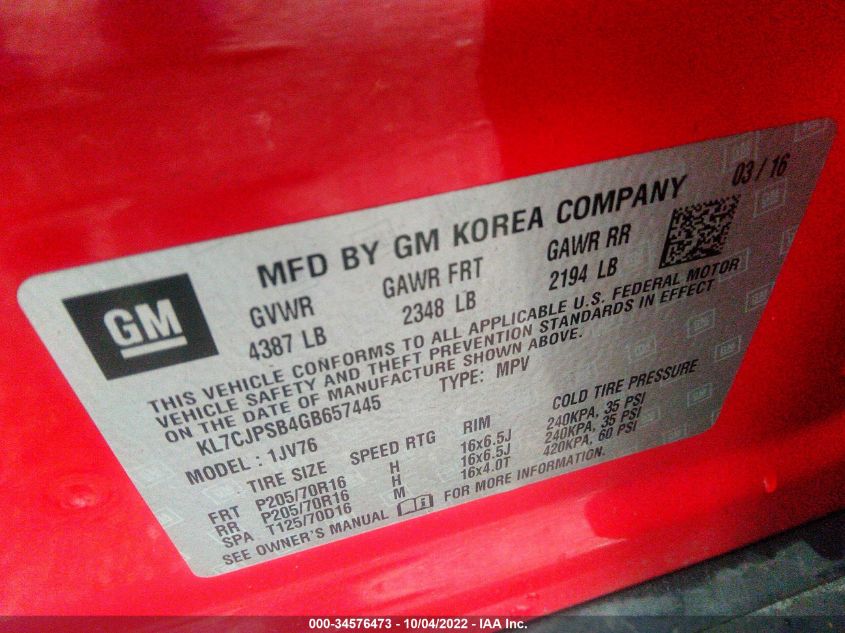 MFD BY GM KOREA COMPANY 03/16
GM
GVWR GAWR FRT GAWR RR
4387 LB 2348 LB 2194 LB
THIS VEHICLE CONFORMS TO ALL APPLICABLE U.S. FEDERAL MOTOR
VEHICLE SAFETY AND THEFT PREVENTION STANDARDS IN EFFECT
ON THE DATE OF MANUFACTURE SHOWN ABOVE.
KL7CJPSB4GB657445 TYPE: MPV
MODEL: 1JV76
TIRE SIZE SPEED RTG RIM COLD TIRE PRESSURE
FRT P205/70R16 H 16x6.5J 240KPA, 35 PSI
RR P205/70R16 H 16x6.5J 240KPA, 35 PSI
SPA T125/70D16 M 16x4.0T 420KPA, 60 PSI
SEE OWNER'S MANUAL FOR MORE INFORMATION.
000-34576473 - 10/04/2022 - IAA Inc.